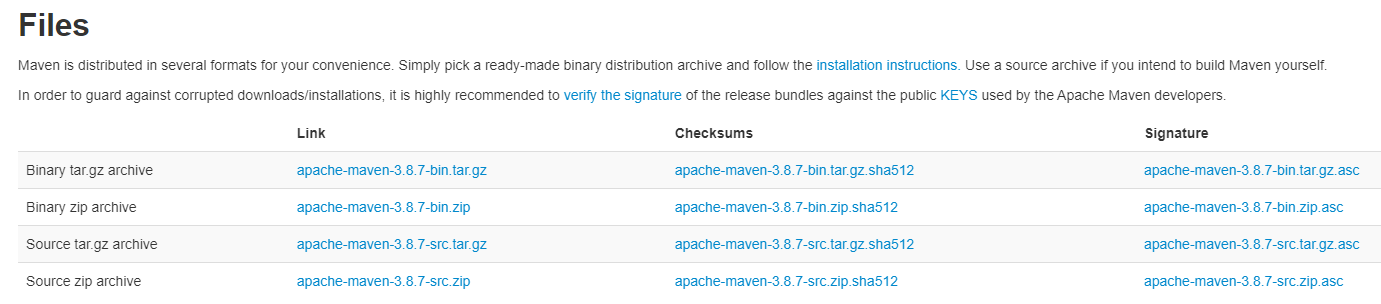 Files
Maven is distributed in several formats for your convenience. Simply pick a ready-made binary distribution archive and follow the installation instructions. Use a source archive if you intend to build Maven yourself.
In order to guard against corrupted downloads/installations, it is highly recommended to verify the signature of the release bundles against the public KEYS used by the Apache Maven developers.
Link Checksums Signature
Binary tar.gz archive apache-maven-3.8.7-bin.tar.gz apache-maven-3.8.7-bin.tar.gz.sha512 apache-maven-3.8.7-bin.tar.gz.asc
Binary zip archive apache-maven-3.8.7-bin.zip apache-maven-3.8.7-bin.zip.sha512 apache-maven-3.8.7-bin.zip.asc
Source tar.gz archive apache-maven-3.8.7-src.tar.gz apache-maven-3.8.7-src.tar.gz.sha512 apache-maven-3.8.7-src.tar.gz.asc
Source zip archive apache-maven-3.8.7-src.zip apache-maven-3.8.7-src.zip.sha512 apache-maven-3.8.7-src.zip.asc